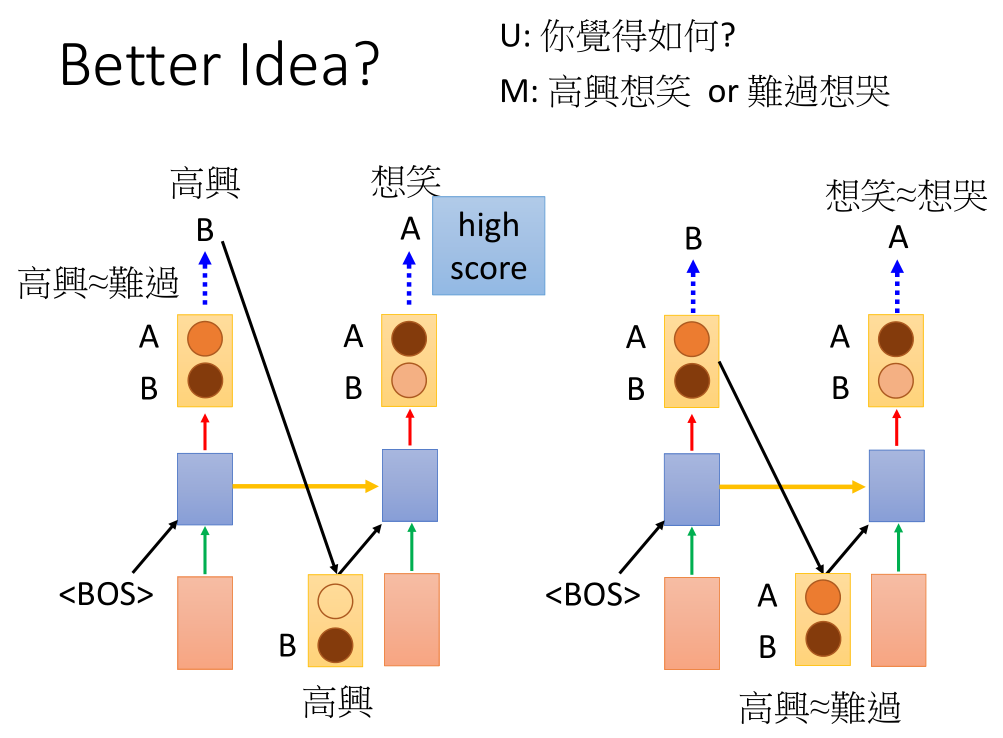 Better Idea?
U: 你覺得如何?
M: 高興想笑 or 難過想哭
高興
想笑
B
A
high
score
高興≈難過
A
B
A
B
<BOS>
B
高興
想笑≈想哭
B
A
A
B
A
B
<BOS>
A
B
高興≈難過